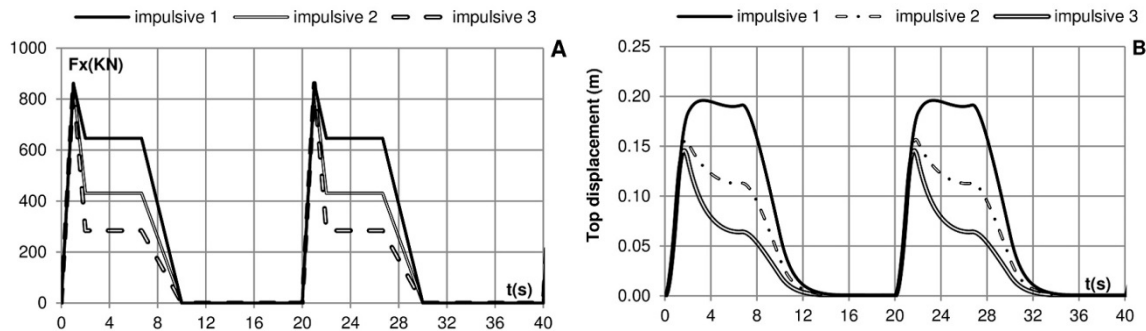 impulsive 1 impulsive 2 impulsive 3
A
Fx(KN)
1000
800
600
400
200
0
t(s)
0 4 8 12 16 20 24 28 32 36 40
impulsive 1 impulsive 2 impulsive 3
B
Top displacement (m)
0.25
0.20
0.15
0.10
0.05
0.00
t(s)
0 4 8 12 16 20 24 28 32 36 40